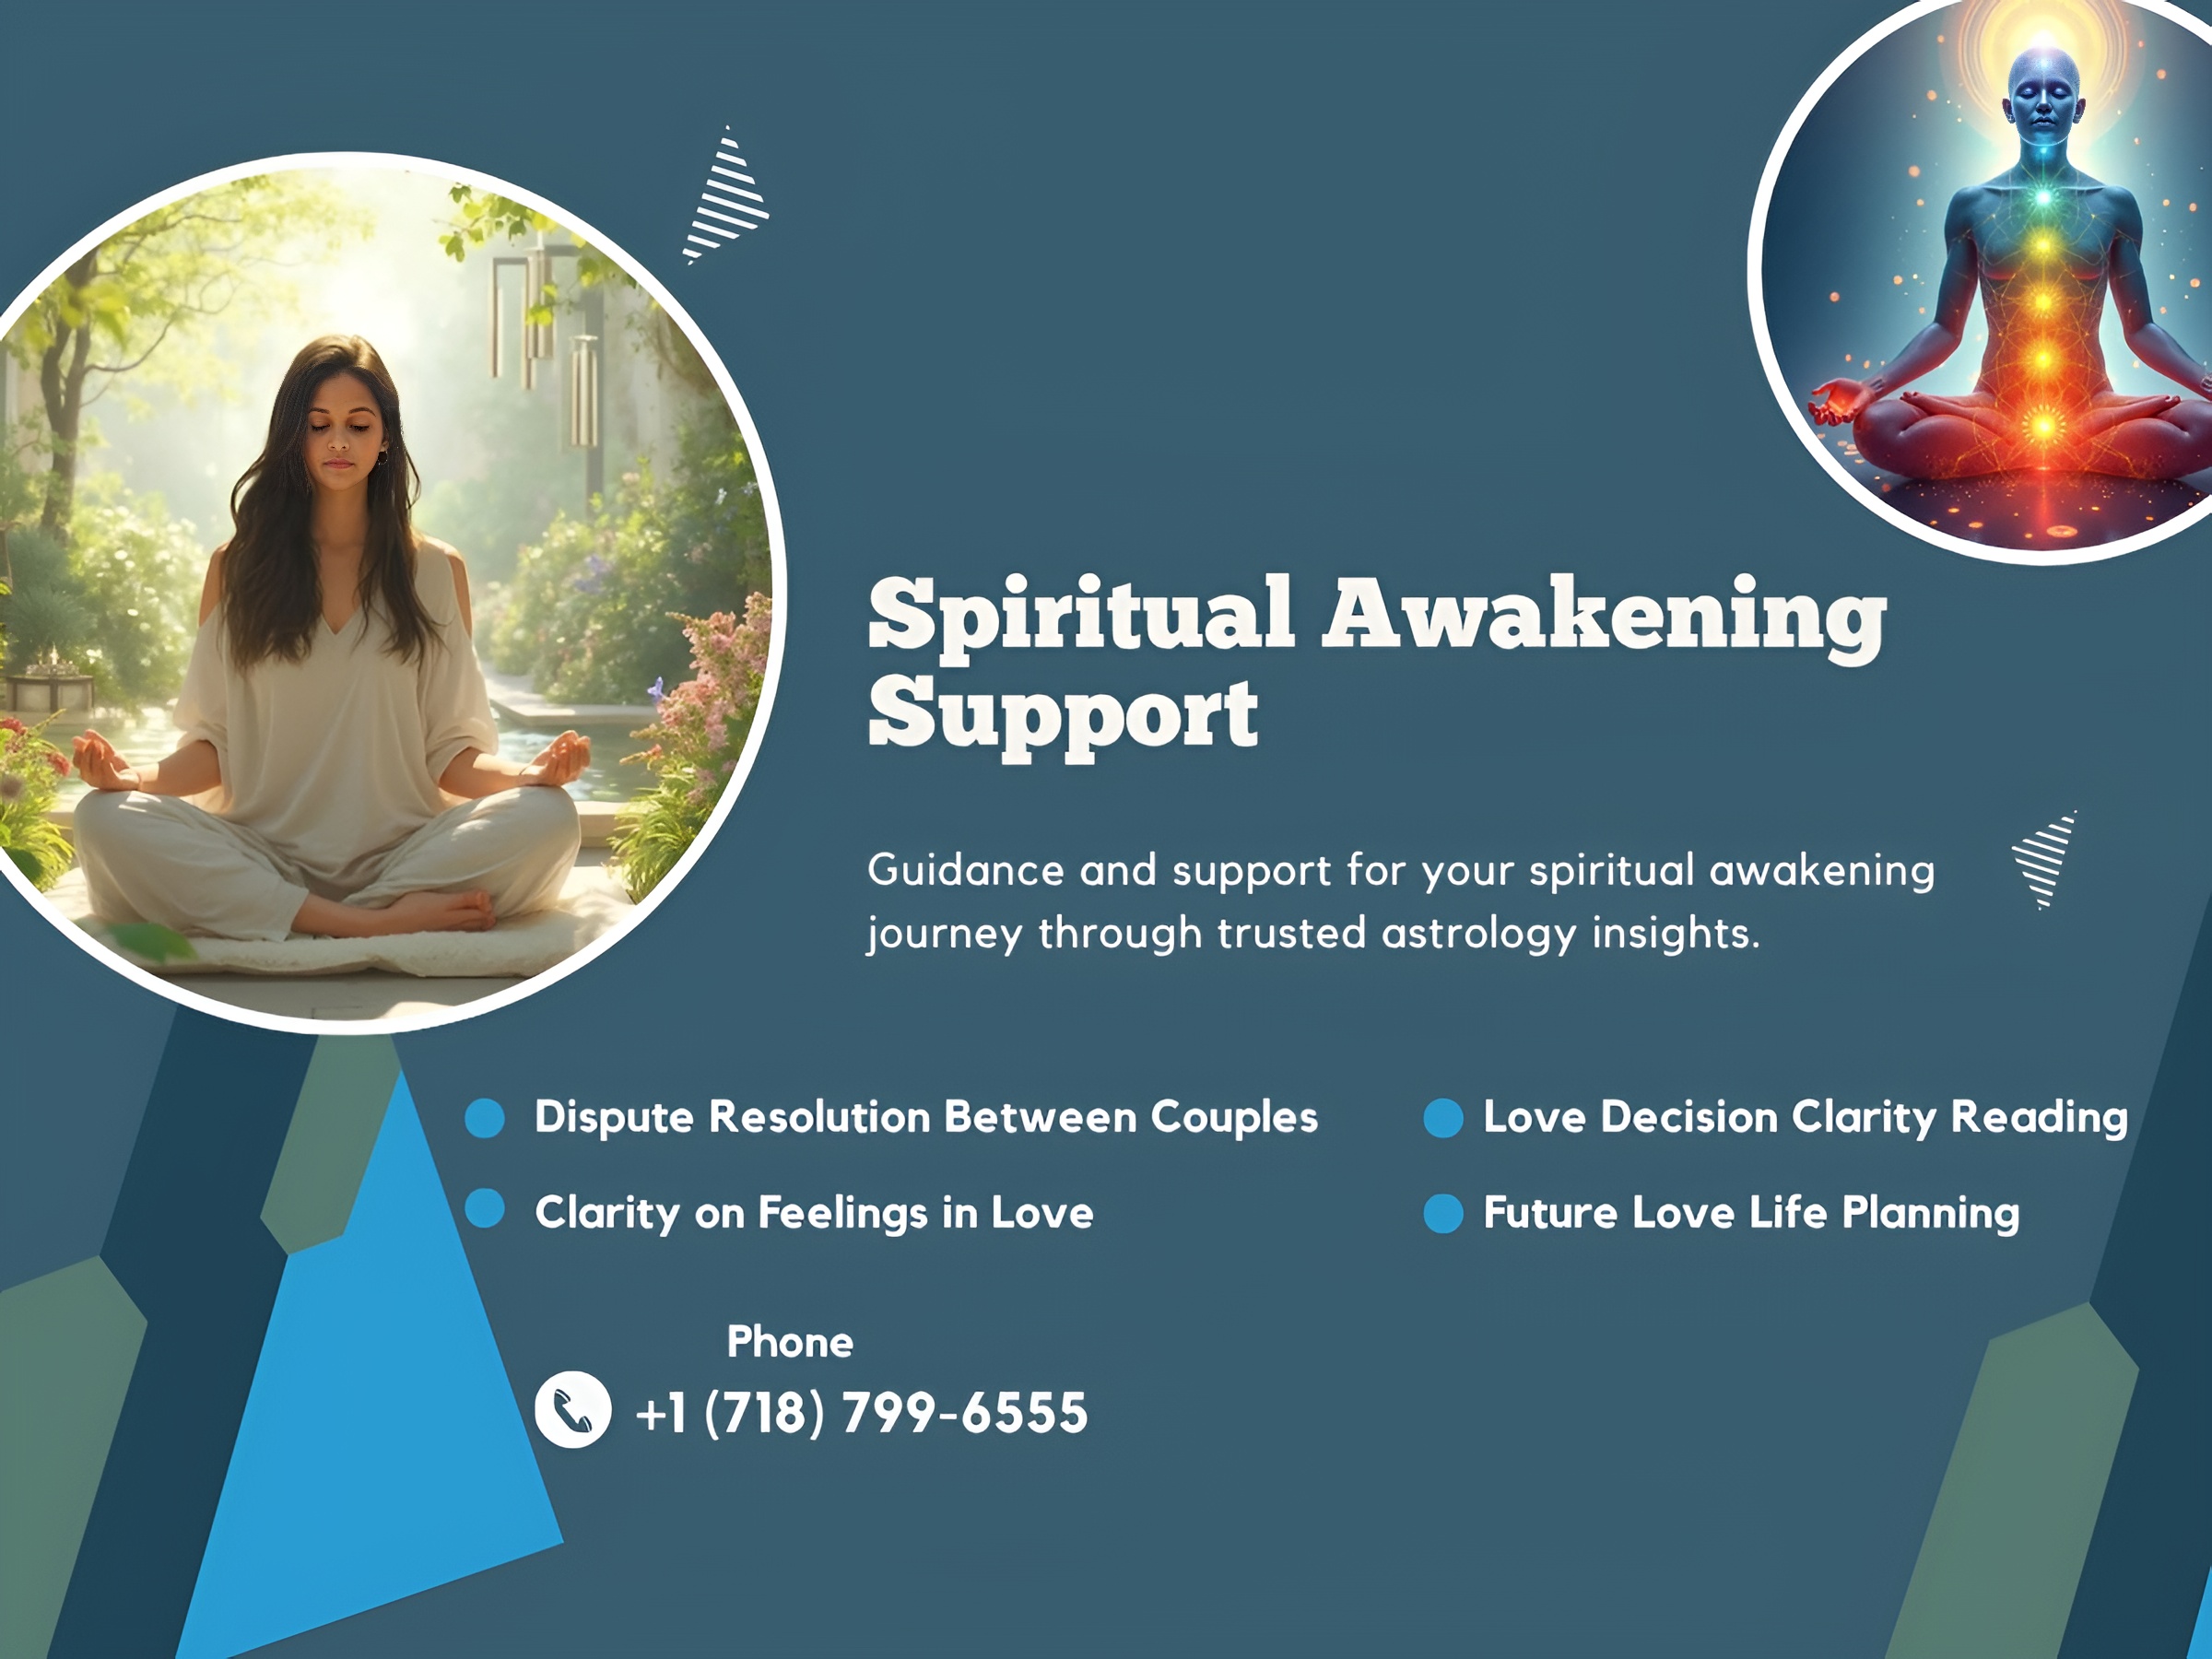 Spiritual Awakening
Support
Guidance and support for your spiritual awakening
journey through trusted astrology insights.
Dispute Resolution Between Couples
Love Decision Clarity Reading
Clarity on Feelings in Love
Future Love Life Planning
Phone
+1 (718) 799-6555